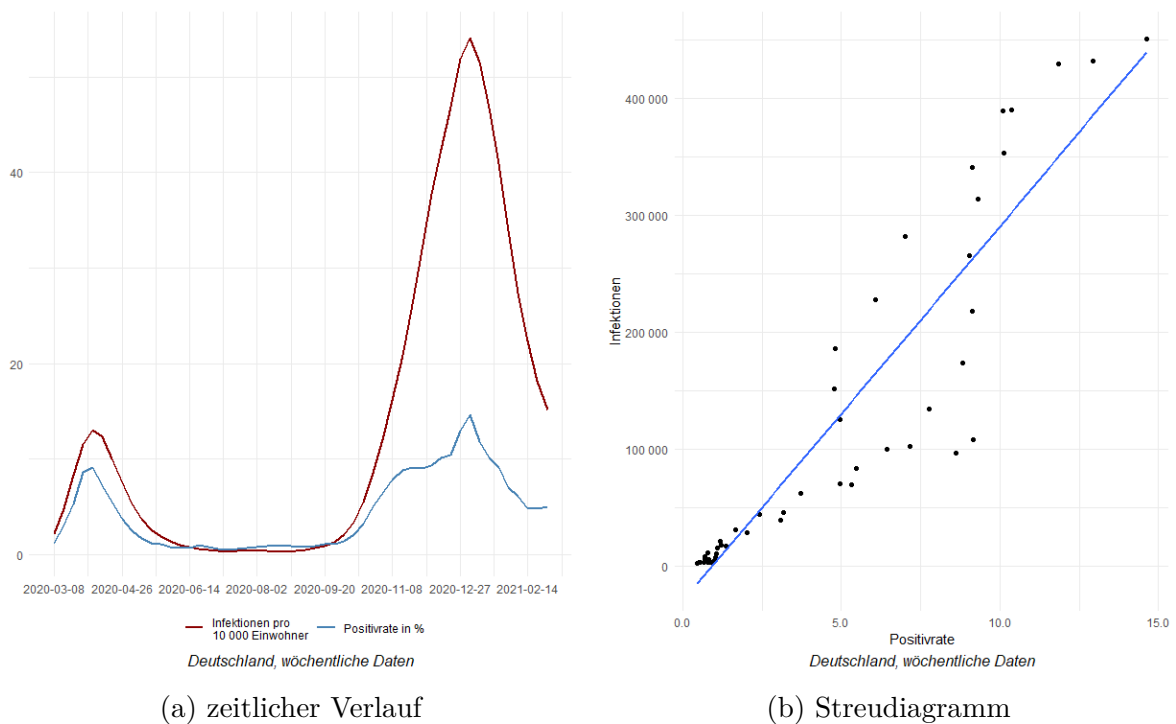 40
20
0
2020-03-08 2020-04-26 2020-06-14 2020-08-02 2020-09-20 2020-11-08 2020-12-27 2021-02-14
Infektionen pro
10 000 Einwohner
Positivrate in %
Deutschland, wöchentliche Daten
(a) zeitlicher Verlauf
Infektionen
400 000
300 000
200 000
100 000
0
0.0 5.0 10.0 15.0
Positivrate
Deutschland, wöchentliche Daten
(b) Streudiagramm